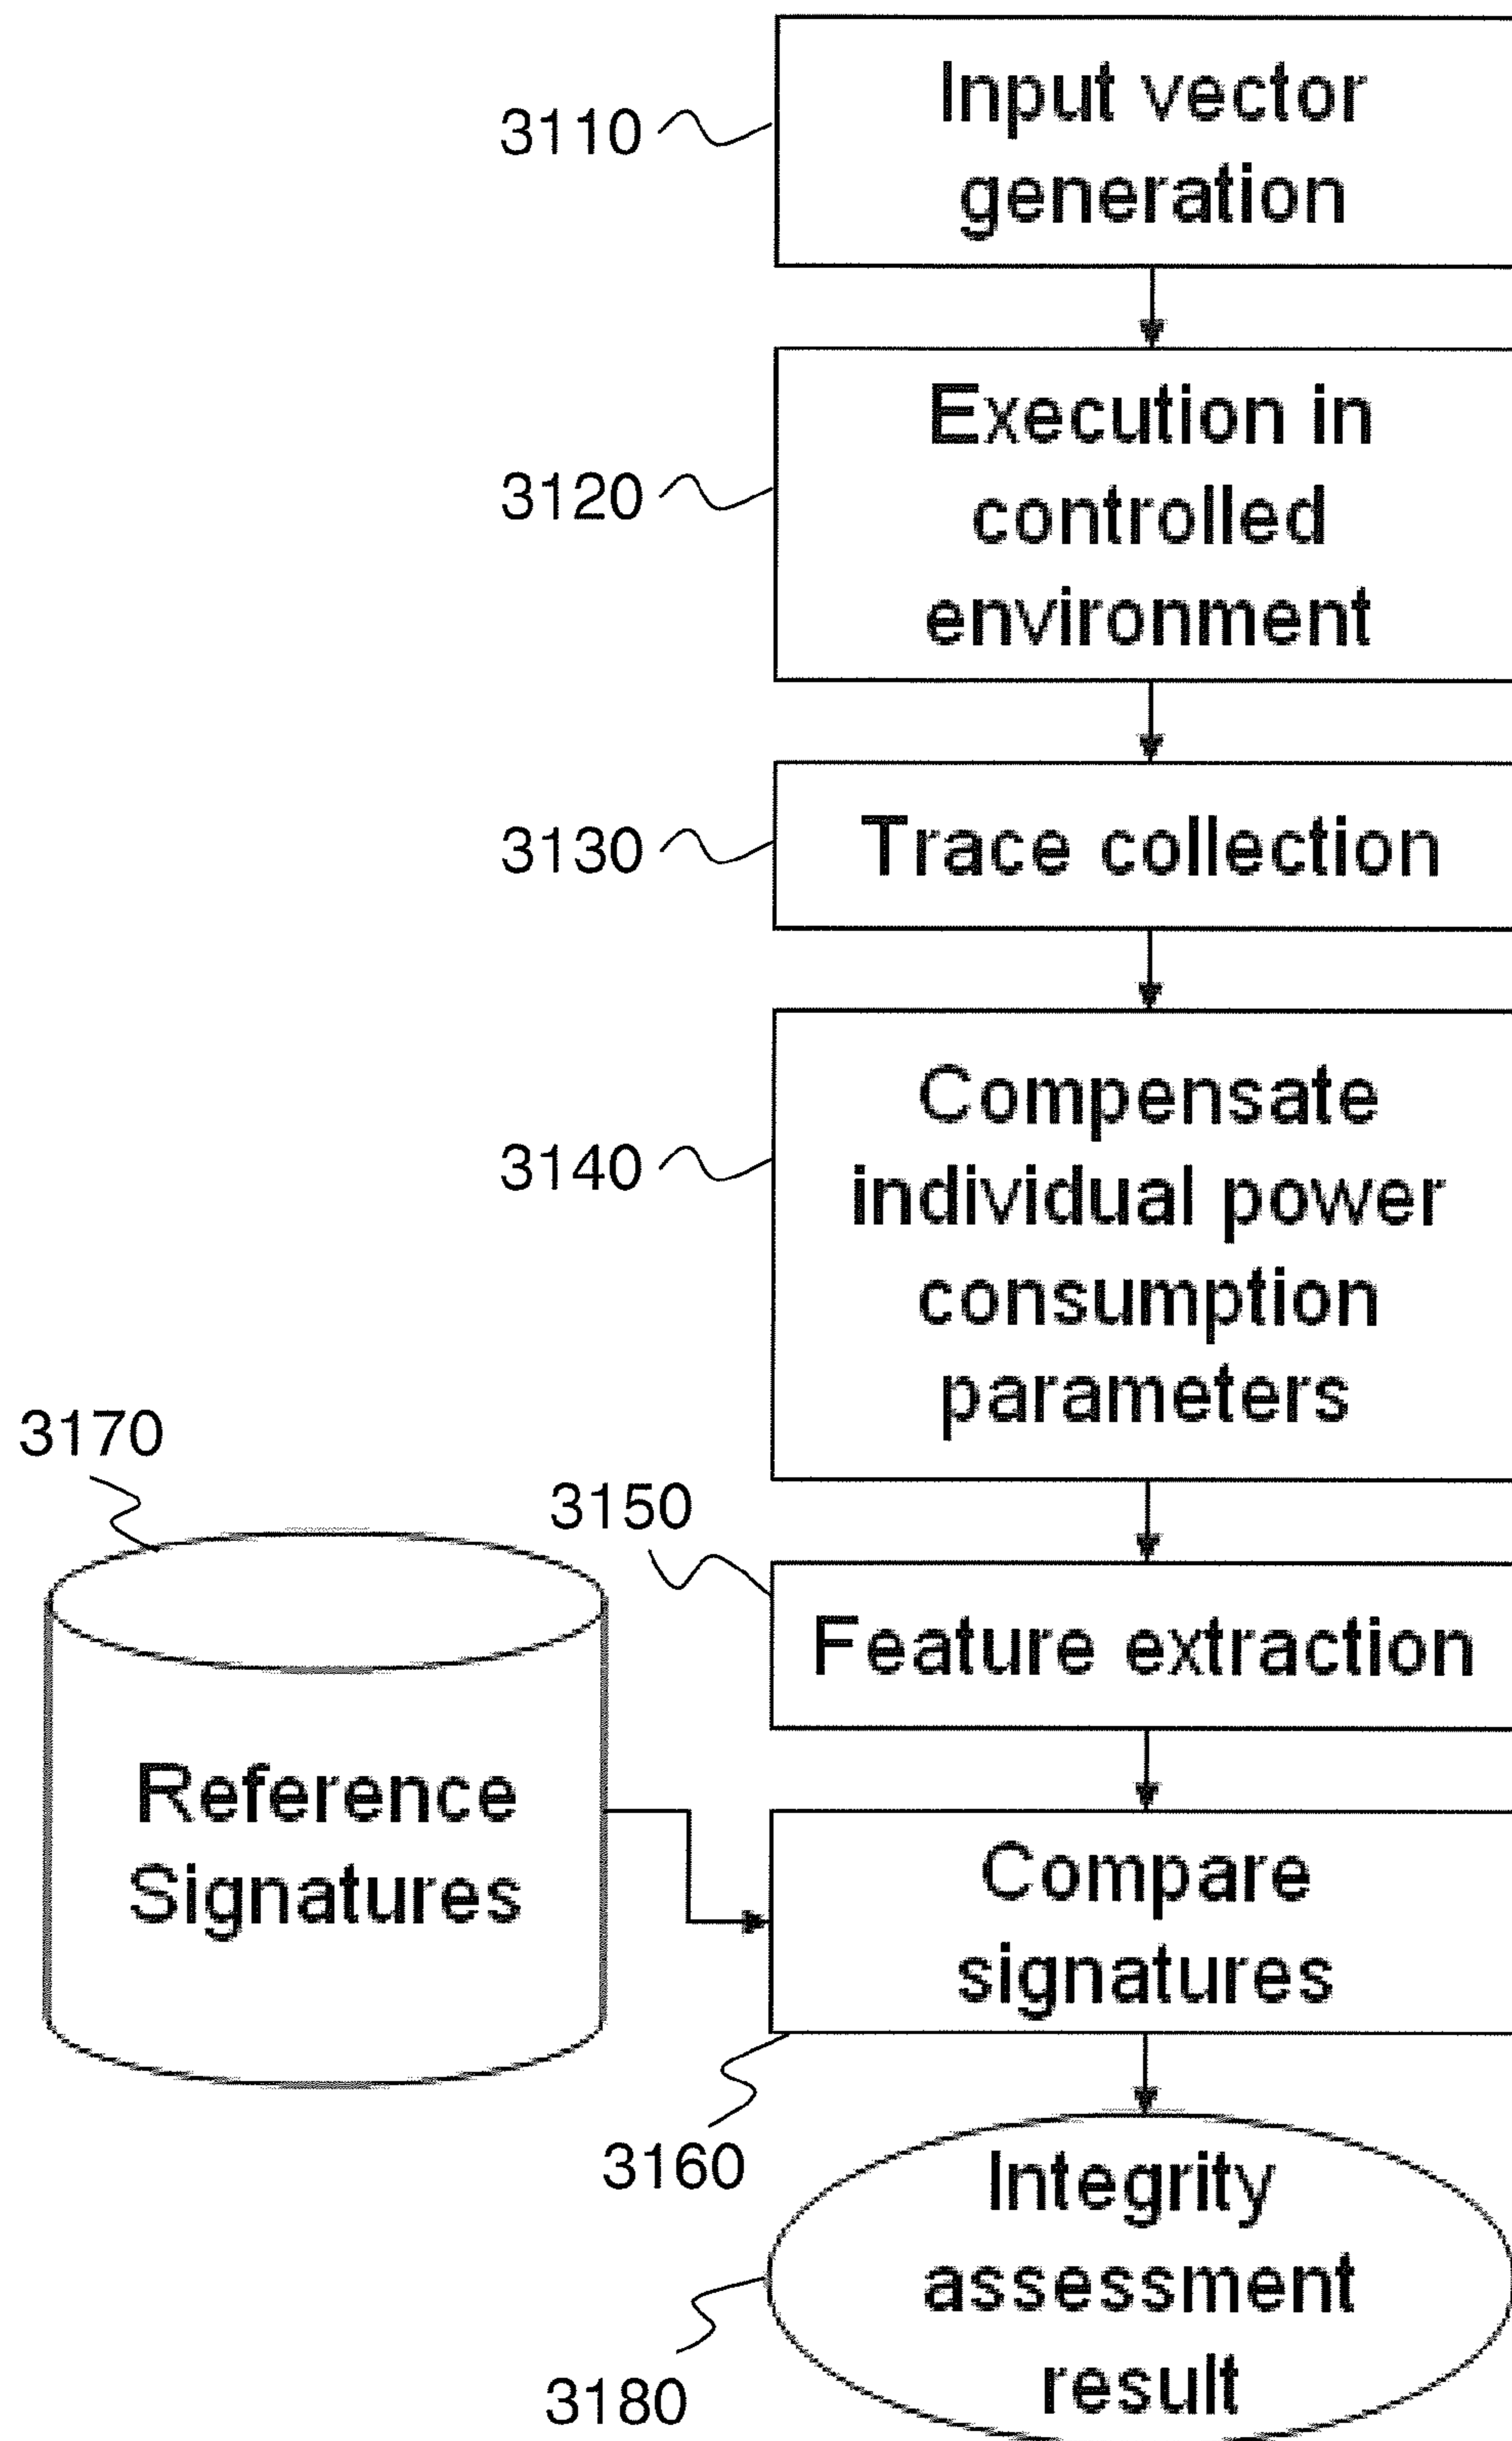 3110
Input vector
generation
3120
Execution in
controlled
environment
3130
Trace collection
3140
Compensate
individual power
consumption
parameters
3170
3150
Feature extraction
Reference
Signatures
Compare
signatures
3160
Integrity
assessment
result
3180